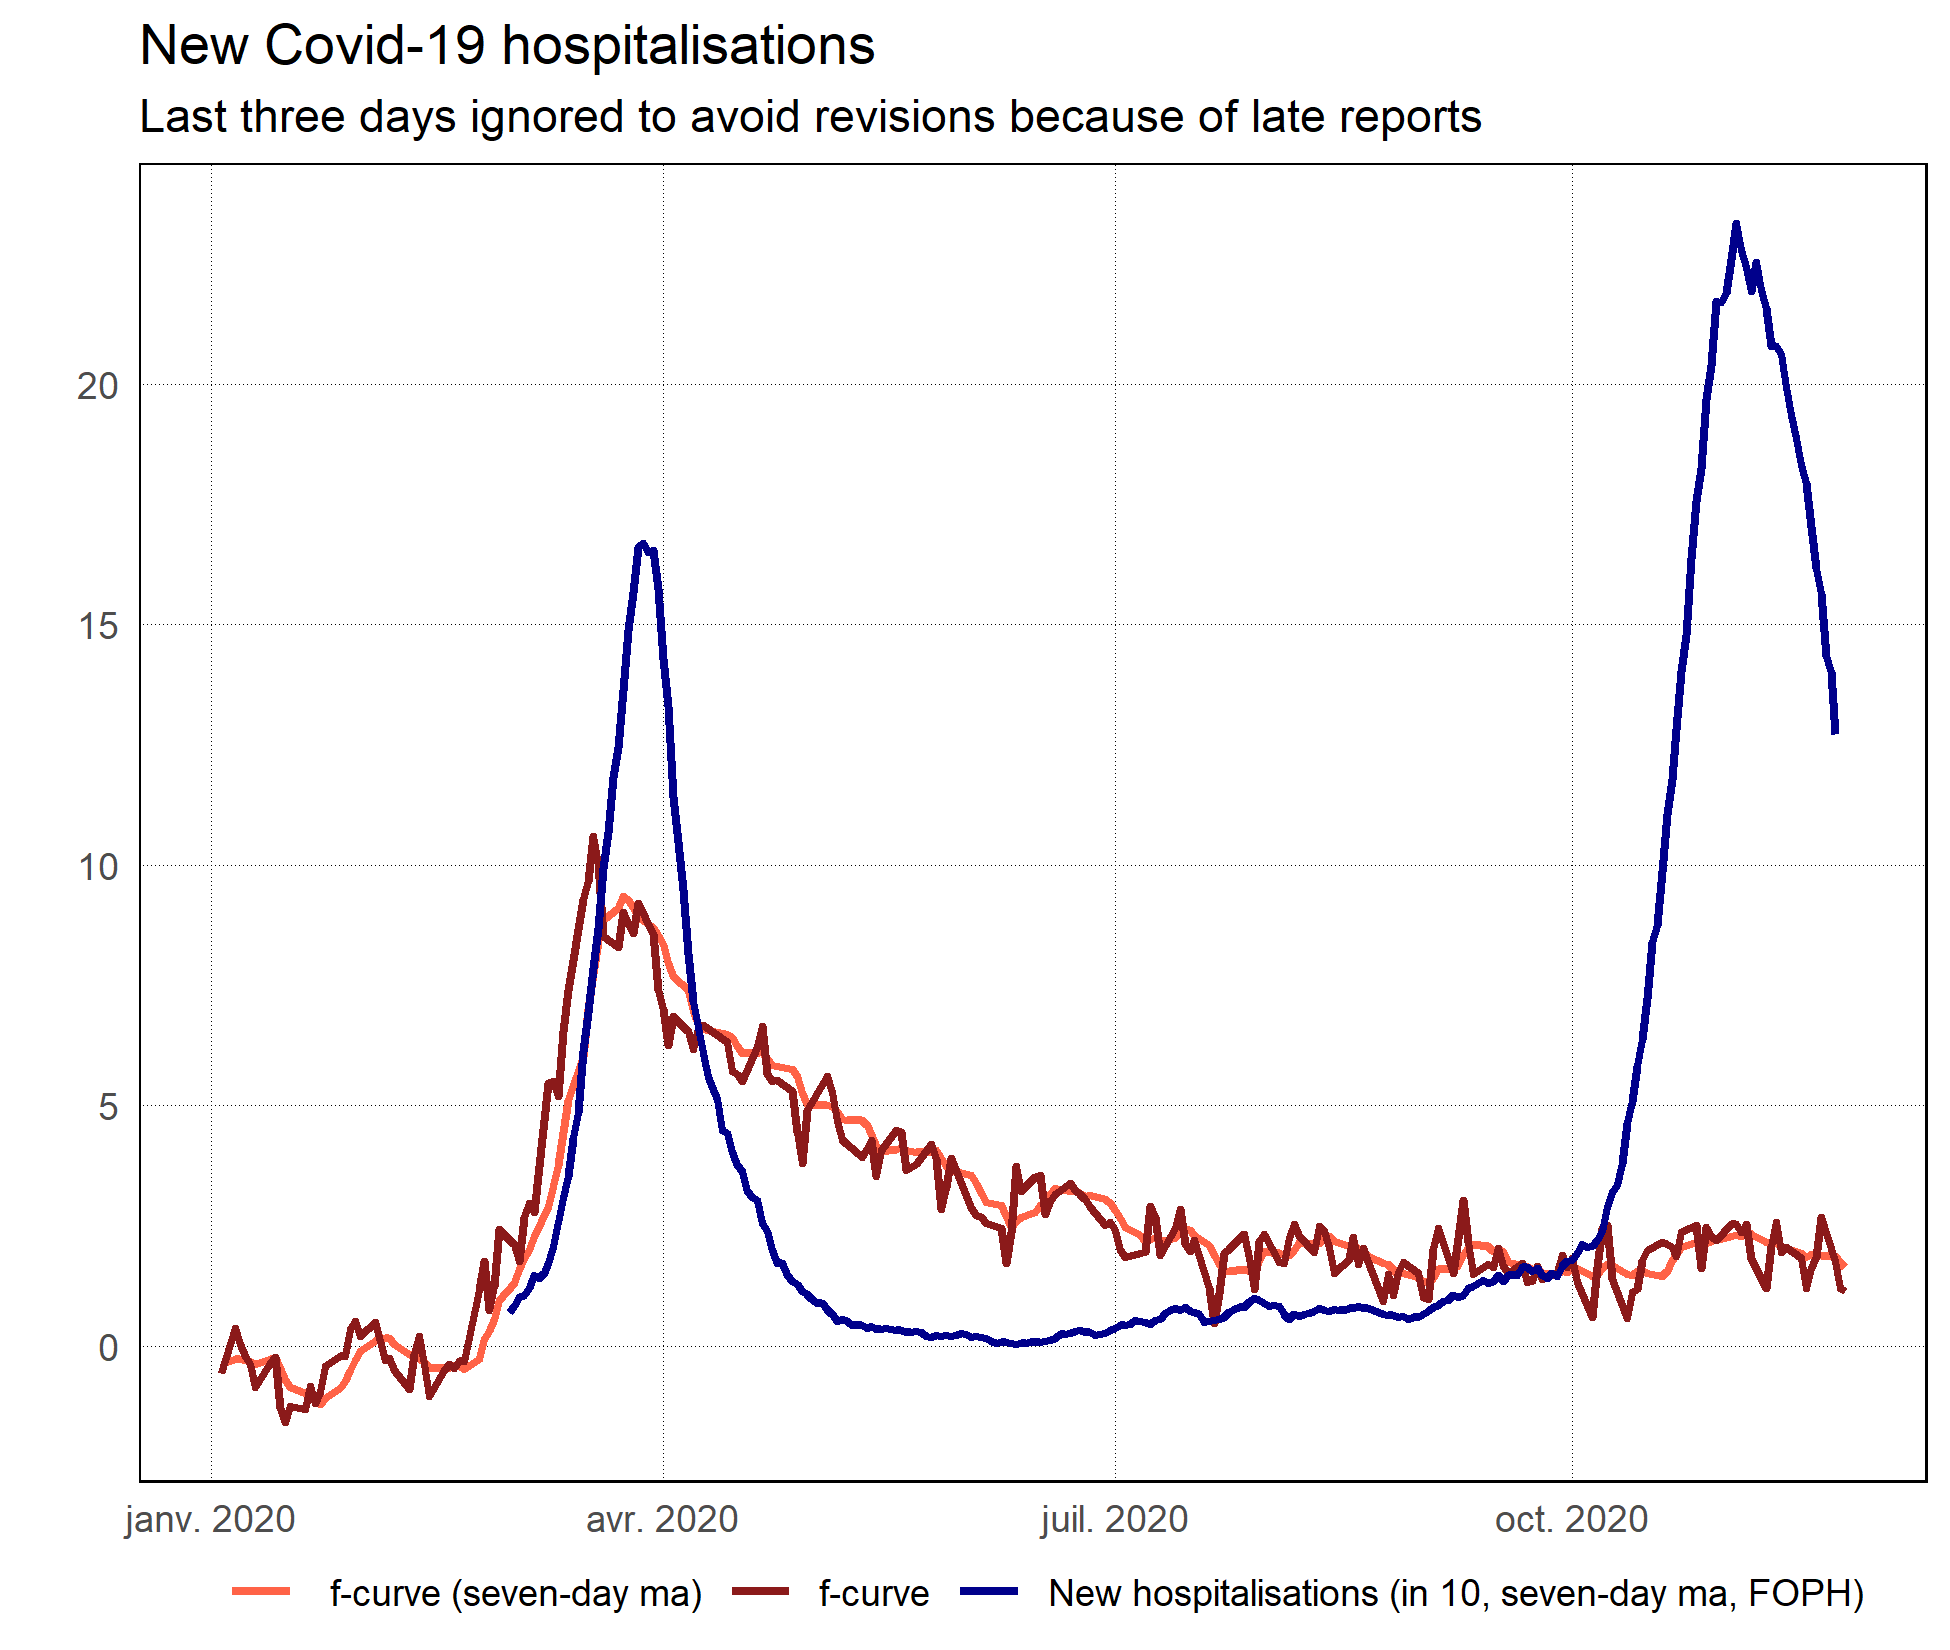 New Covid-19 hospitalisations
Last three days ignored to avoid revisions because of late reports
20
15
10
5
0
janv. 2020 avr. 2020 juil. 2020 oct. 2020
f-curve (seven-day ma) f-curve New hospitalisations (in 10, seven-day ma, FOPH)